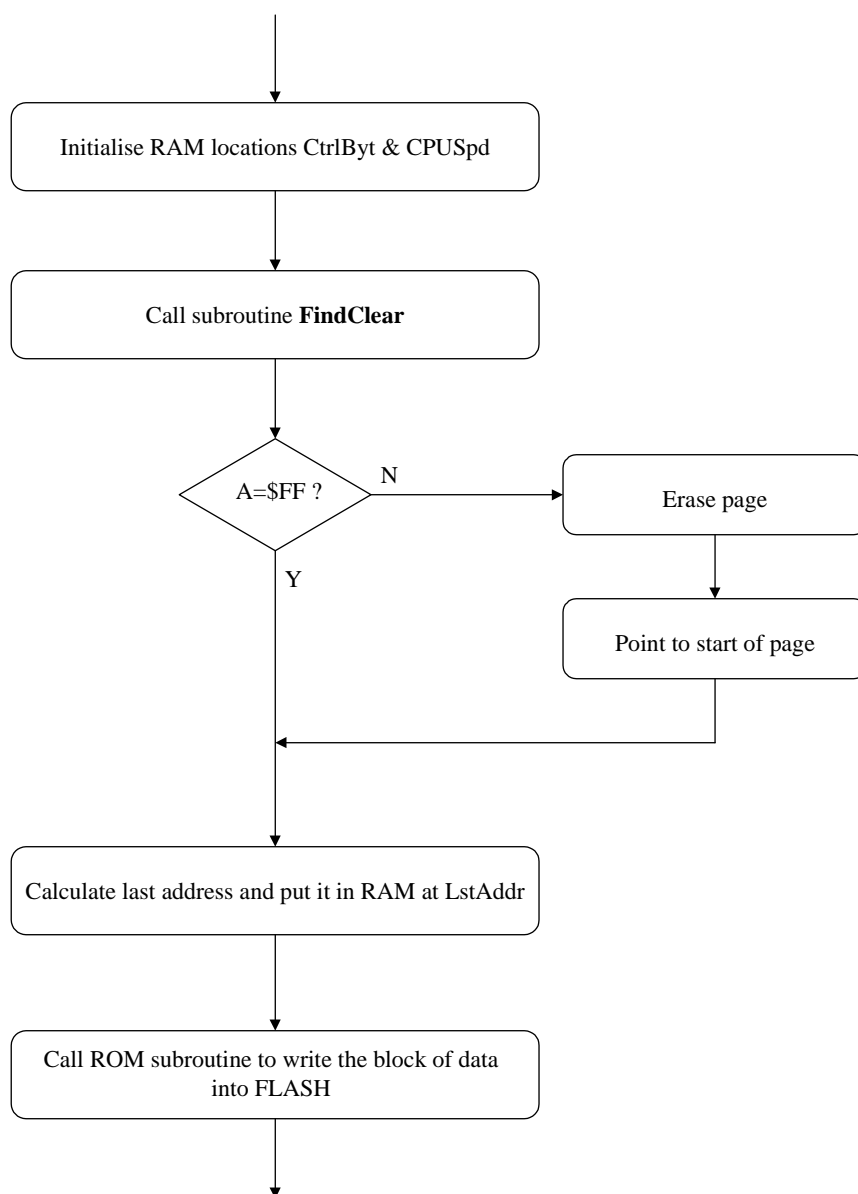 Initialise RAM locations CtrlByt & CPUSpd
Call subroutine FindClear
A=$FF ?
N
Erase page
Y
Point to start of page
Calculate last address and put it in RAM at LstAddr
Call ROM subroutine to write the block of data
into FLASH